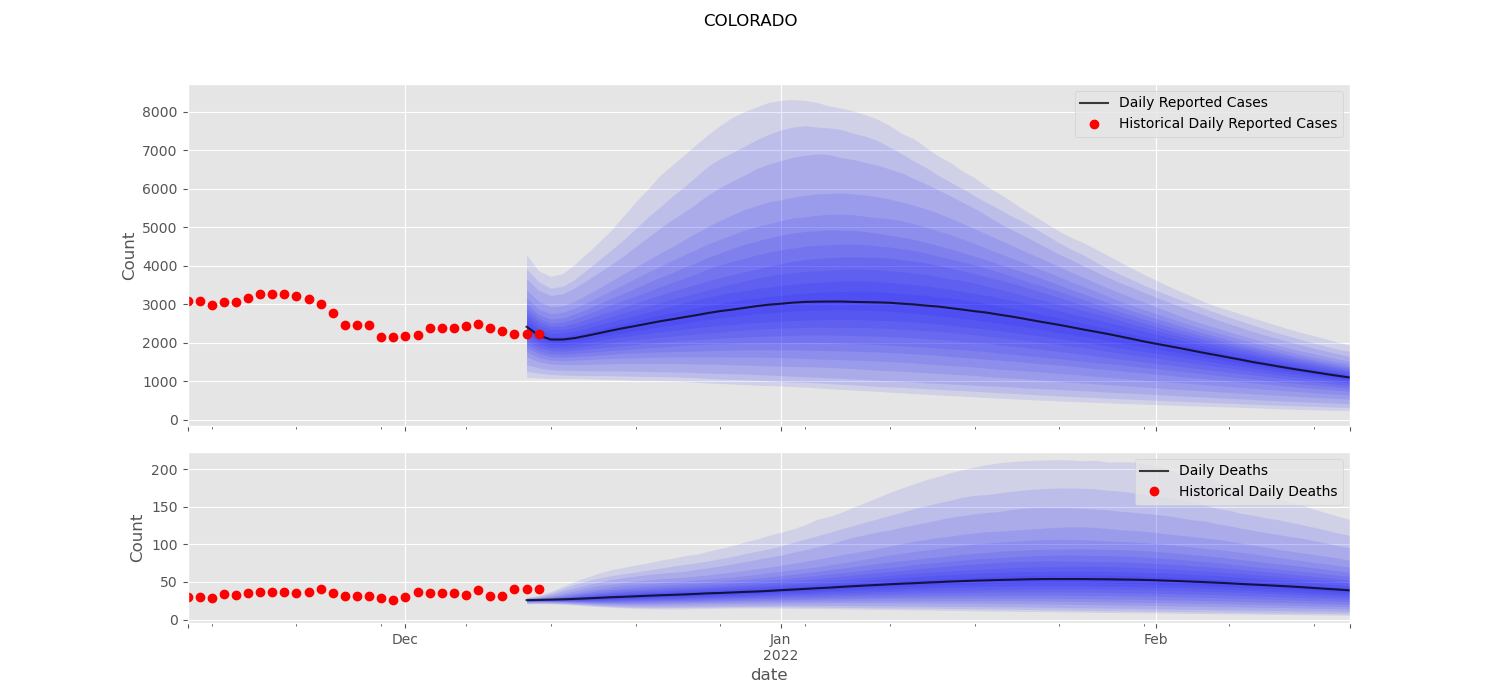 COLORADO
Daily Reported Cases
Historical Daily Reported Cases
8000
7000
6000
5000
4000
3000
2000
1000
0
Count
Daily Deaths
Historical Daily Deaths
200
150
100
50
0
Count
Dec
Jan
2022
Feb
date